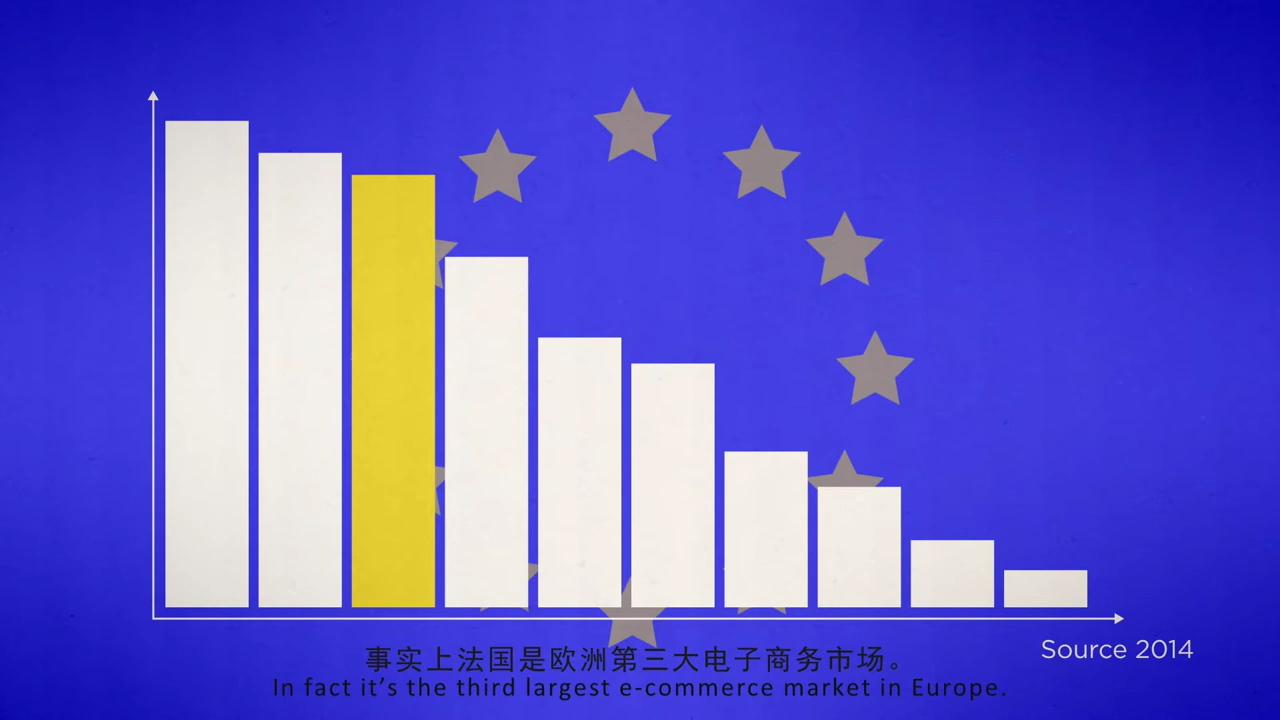 Source 2014
事实上法国是欧洲第三大电子商务市场。
In fact it's the third largest e-commerce market in Europe.